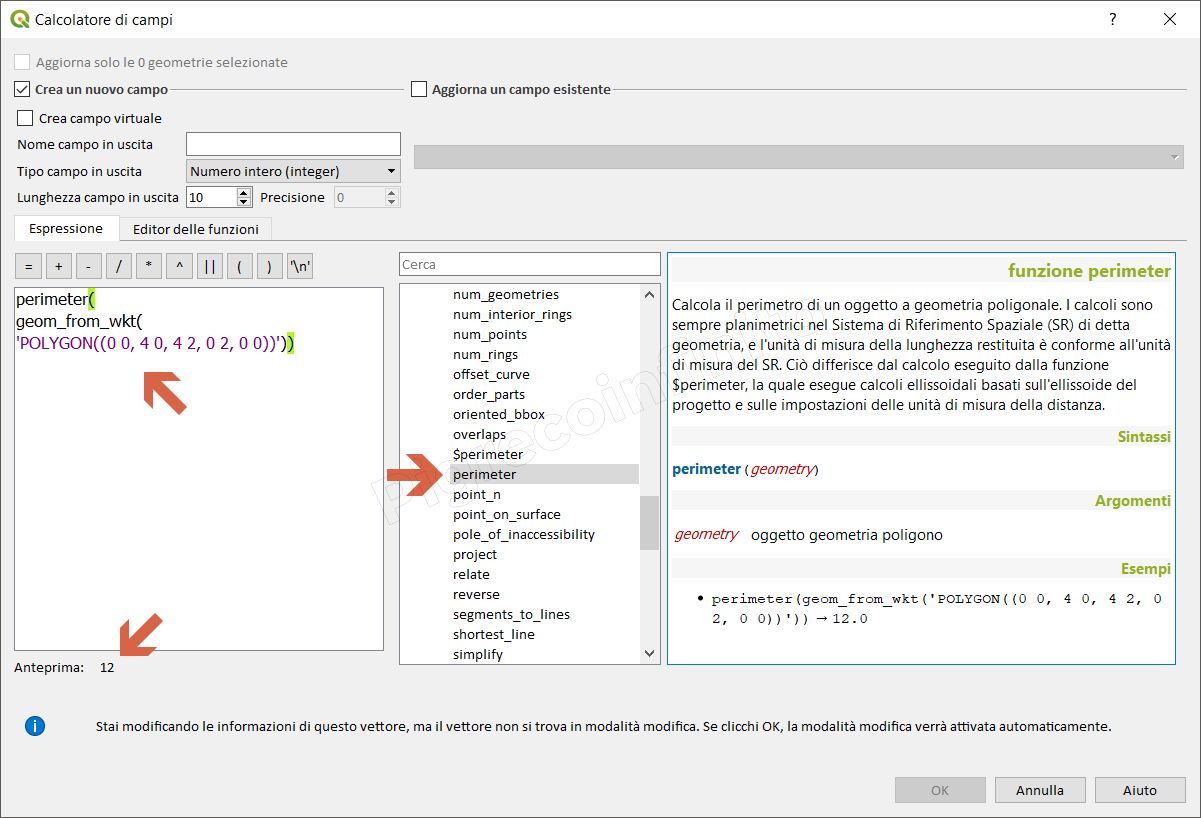 Calcolatore di campi
?
Aggiorna solo le 0 geometrie selezionate
Crea un nuovo campo
Aggiorna un campo esistente
Crea campo virtuale
Nome campo in uscita
Tipo campo in uscita
Numero intero (integer)
Lunghezza campo in uscita
10
Precisione
0
Espressione
Editor delle funzioni
= + - / * ^ || ( ) '\n'
perimeter(
geom_from_wkt(
'POLYGON((0 0, 4 0, 4 2, 0 2, 0 0))'))
Anteprima: 12
Cerca
num_geometries
num_interior_rings
num_points
num_rings
offset_curve
order_parts
oriented_bbox
overlaps
$perimeter
perimeter
point_n
point_on_surface
pole_of_inaccessibility
project
relate
reverse
segments_to_lines
shortest_line
simplify
funzione perimeter
Calcola il perimetro di un oggetto a geometria poligonale. I calcoli sono
sempre planimetrici nel Sistema di Riferimento Spaziale (SR) di detta
geometria, e l'unità di misura della lunghezza restituita è conforme all'unità
di misura del SR. Ciò differisce dal calcolo eseguito dalla funzione
$perimeter, la quale esegue calcoli ellissoidali basati sull'ellissoide del
progetto e sulle impostazioni delle unità di misura della distanza.
Sintassi
perimeter (geometry)
Argomenti
geometry oggetto geometria poligono
Esempi
• perimeter(geom_from_wkt('POLYGON((0 0, 4 0, 4 2, 0
2, 0 0))')) → 12.0
Stai modificando le informazioni di questo vettore, ma il vettore non si trova in modalità modifica. Se clicchi OK, la modalità modifica verrà attivata automaticamente.
OK
Annulla
Aiuto